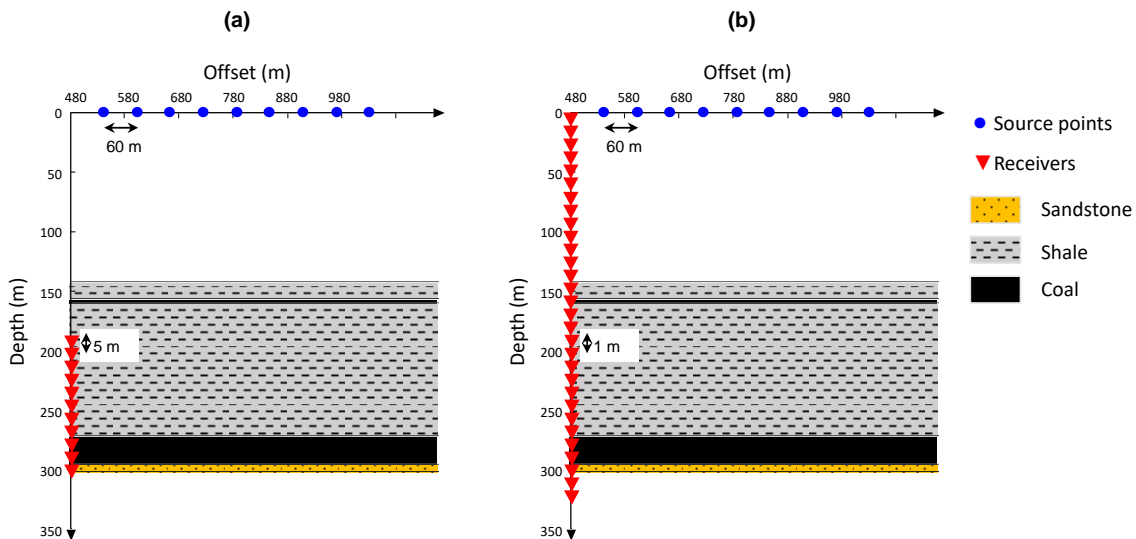 (a)
(b)
Offset (m)
480 580 680 780 880 980
0
50
100
150
200
250
300
350
Depth (m)
60 m
5 m
Offset (m)
480 580 680 780 880 980
0
50
100
150
200
250
300
350
Depth (m)
60 m
1 m
Source points
Receivers
Sandstone
Shale
Coal